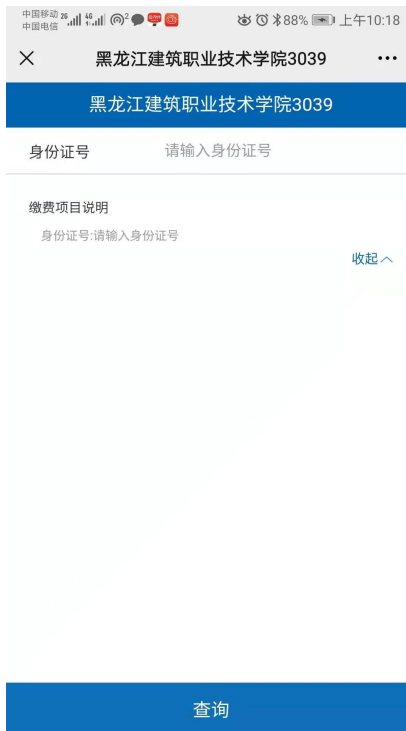 中国移动 2G 4G 88% 上午10:18
中国电信
黑龙江建筑职业技术学院3039
黑龙江建筑职业技术学院3039
身份证号 请输入身份证号
缴费项目说明
身份证号:请输入身份证号
收起
查询